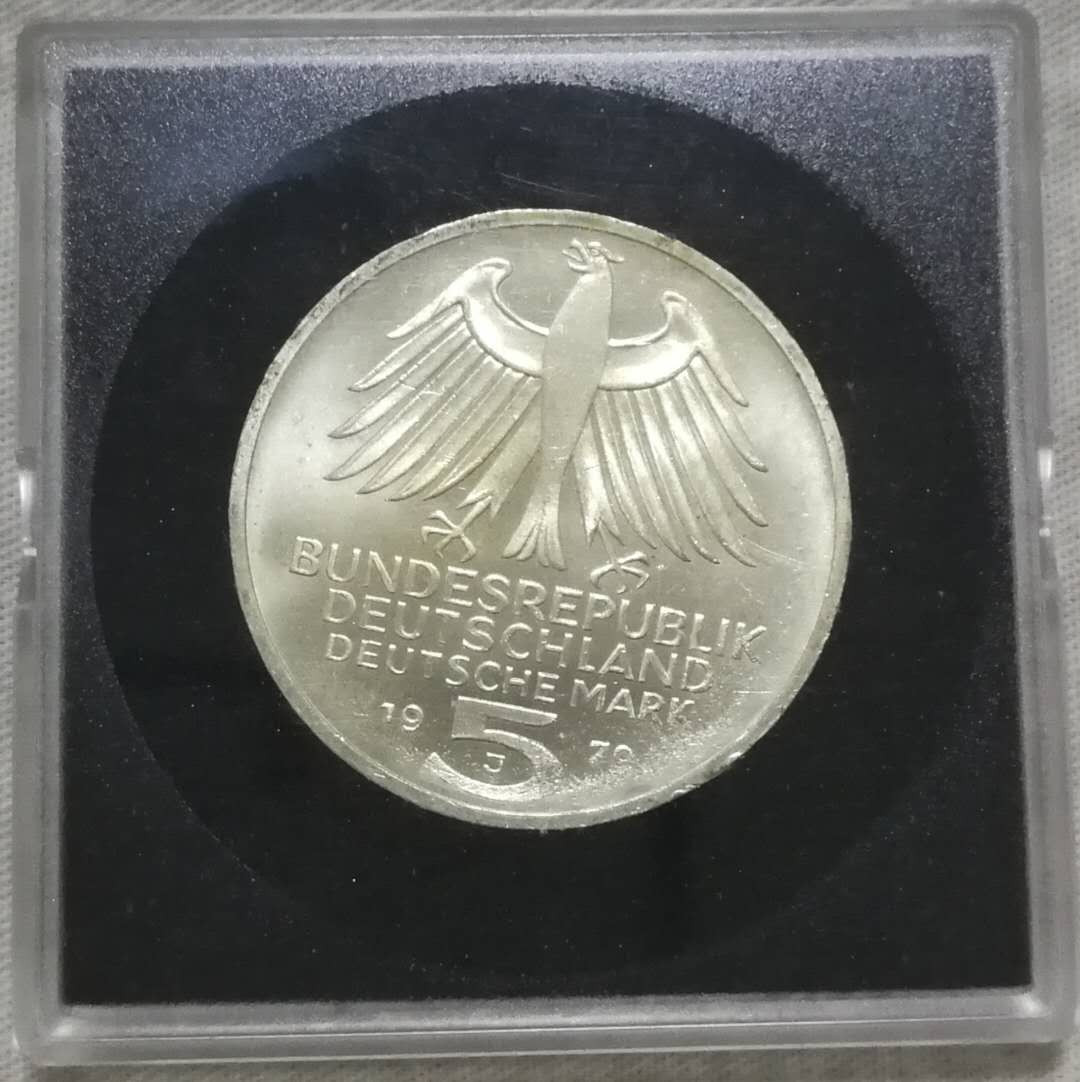 BUNDESREPUBLIK
DEUTSCHLAND
DEUTSCHE MARK
19 5 79
J